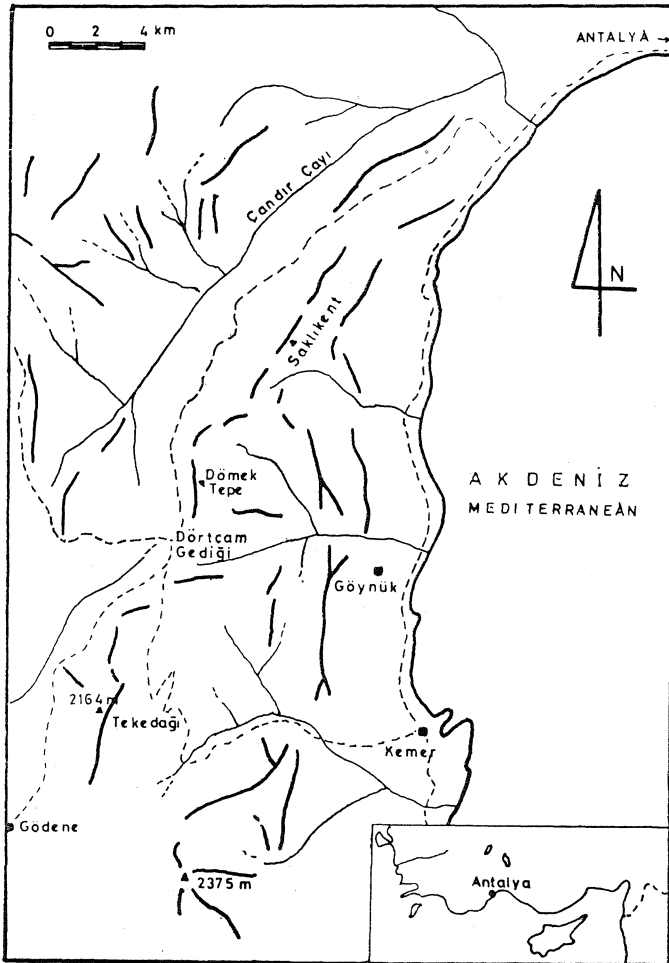 0 2 4 km
ANTALYA →
Çandır Çayı
N
Saklıkent
AKDENİZ
MEDITERRANEAN
Dömek
Tepe
Dörtçam
Gediği
Göynük
2164 m
Tekedağı
Kemer
Gödene
2375 m
Antalya